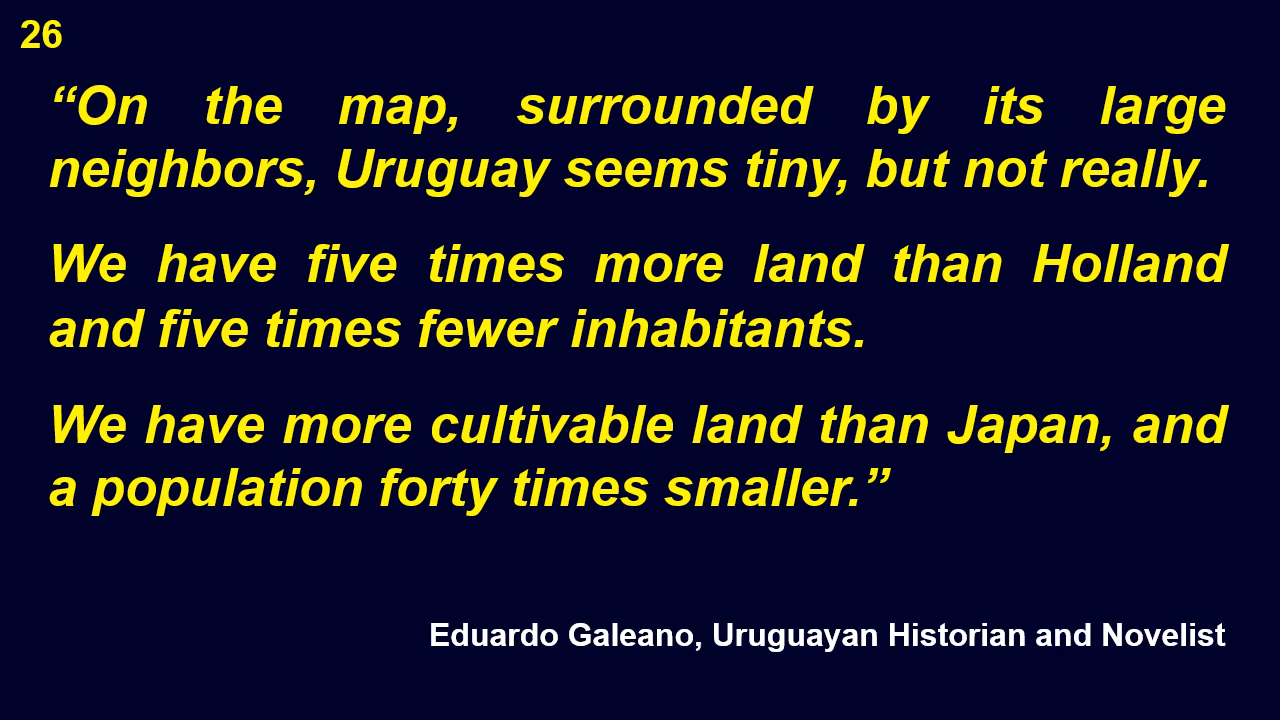 26
“On the map, surrounded by its large
neighbors, Uruguay seems tiny, but not really.
We have five times more land than Holland
and five times fewer inhabitants.
We have more cultivable land than Japan, and
a population forty times smaller.”
Eduardo Galeano, Uruguayan Historian and Novelist